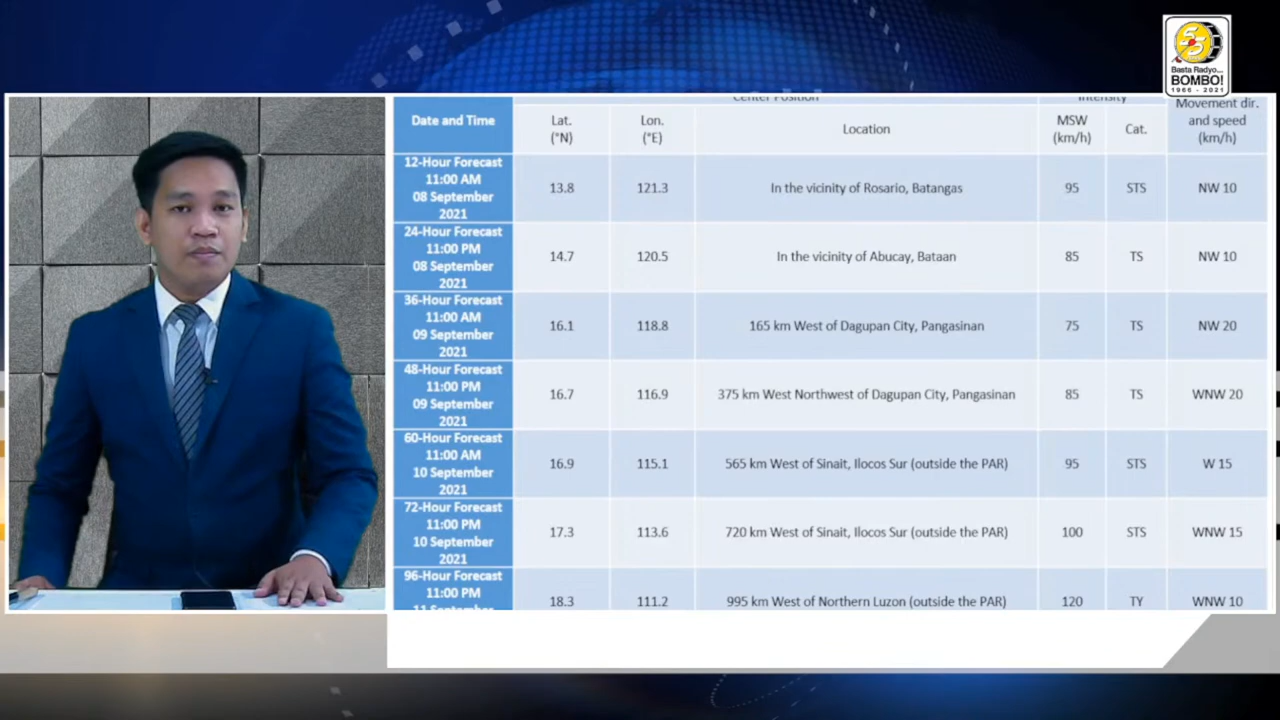 55
Basta Radyo...
BOMBO!
1966 - 2021
Center Position
Intensity
Date and Time
Lat.
(°N)
Lon.
(°E)
Location
MSW
(km/h)
Cat.
Movement dir.
and speed
(km/h)
12-Hour Forecast
11:00 AM
08 September
2021
13.8
121.3
In the vicinity of Rosario, Batangas
95
STS
NW 10
24-Hour Forecast
11:00 PM
08 September
2021
14.7
120.5
In the vicinity of Abucay, Bataan
85
TS
NW 10
36-Hour Forecast
11:00 AM
09 September
2021
16.1
118.8
165 km West of Dagupan City, Pangasinan
75
TS
NW 20
48-Hour Forecast
11:00 PM
09 September
2021
16.7
116.9
375 km West Northwest of Dagupan City, Pangasinan
85
TS
WNW 20
60-Hour Forecast
11:00 AM
10 September
2021
16.9
115.1
565 km West of Sinait, Ilocos Sur (outside the PAR)
95
STS
W 15
72-Hour Forecast
11:00 PM
10 September
2021
17.3
113.6
720 km West of Sinait, Ilocos Sur (outside the PAR)
100
STS
WNW 15
96-Hour Forecast
11:00 PM
11 September
18.3
111.2
995 km West of Northern Luzon (outside the PAR)
120
TY
WNW 10